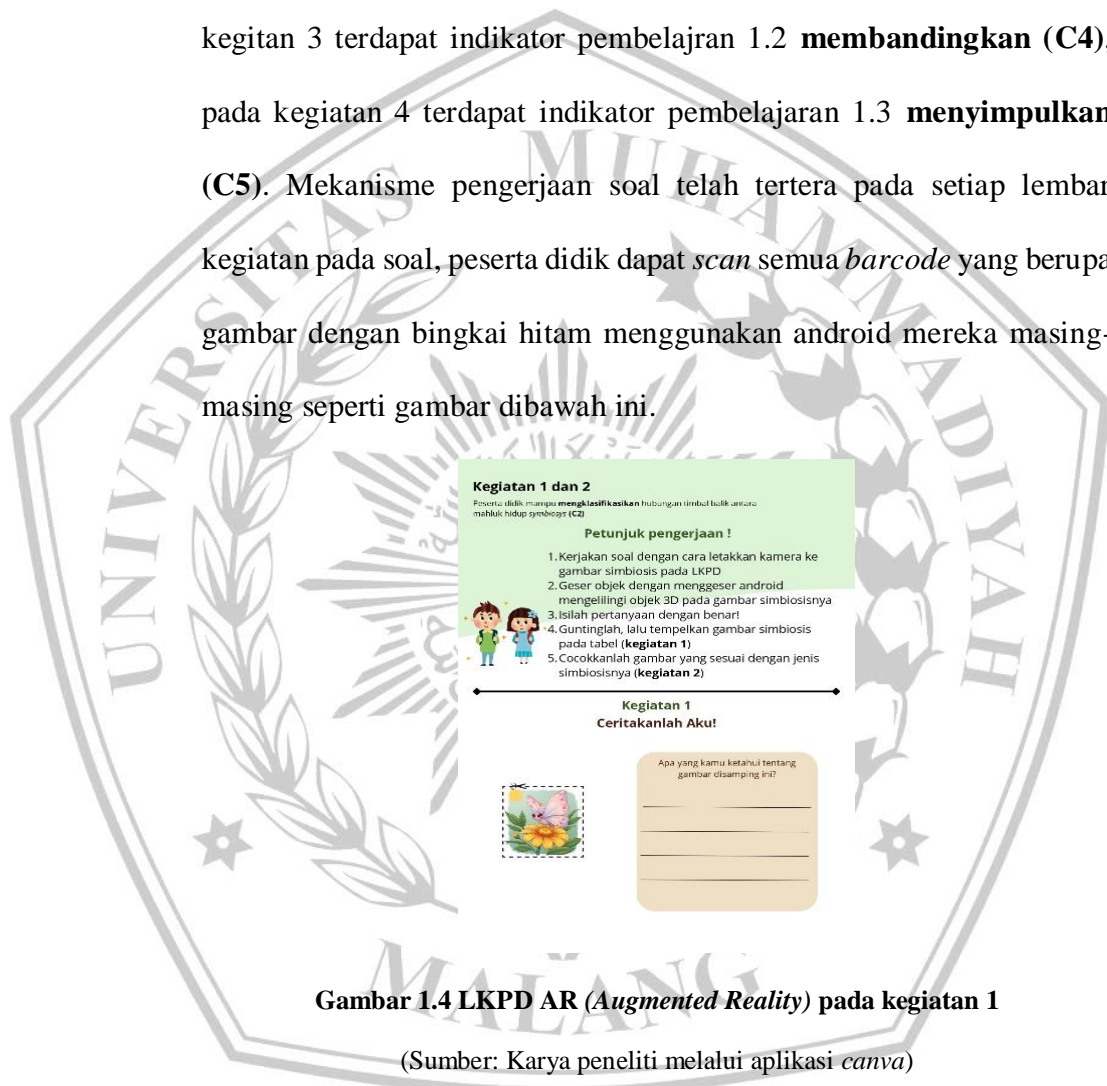 kegitan 3 terdapat indikator pembelajran 1.2 membandingkan (C4),
pada kegiatan 4 terdapat indikator pembelajaran 1.3 menyimpulkan
(C5). Mekanisme pengerjaan soal telah tertera pada setiap lembar
kegiatan pada soal, peserta didik dapat scan semua barcode yang berupa
gambar dengan bingkai hitam menggunakan android mereka masing-
masing seperti gambar dibawah ini.
Kegiatan 1 dan 2
Peserta didik mampu mengklasifikasikan hubungan timbal balik antara
mahluk hidup symbiosys (C2)
Petunjuk pengerjaan !
1. Kerjakan soal dengan cara letakkan kamera ke
gambar simbiosis pada LKPD
2. Geser objek dengan menggeser android
mengelilingi objek 3D pada gambar simbiosisnya
3. Isilah pertanyaan dengan benar!
4. Guntinglah, lalu tempelkan gambar simbiosis
pada tabel (kegiatan 1)
5. Cocokkanlah gambar yang sesuai dengan jenis
simbiosisnya (kegiatan 2)
Kegiatan 1
Ceritakanlah Aku!
Apa yang kamu ketahui tentang
gambar disamping ini?
Gambar 1.4 LKPD AR (Augmented Reality) pada kegiatan 1
(Sumber: Karya peneliti melalui aplikasi canva)
UNIVERSITAS MUHAMMADIYAH
MALANG